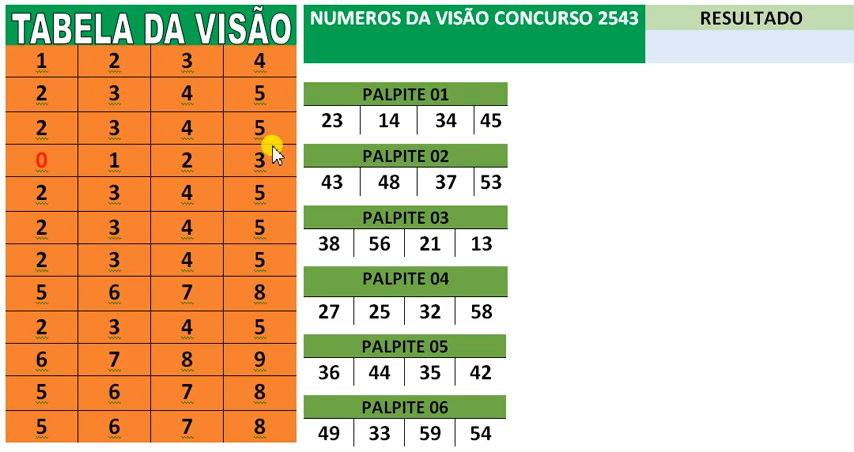 TABELA DA VISÃO
1 2 3 4
2 3 4 5
2 3 4 5
0 1 2 3
2 3 4 5
2 3 4 5
2 3 4 5
5 6 7 8
2 3 4 5
6 7 8 9
5 6 7 8
5 6 7 8
NUMEROS DA VISÃO CONCURSO 2543
RESULTADO
PALPITE 01
23 14 34 45
PALPITE 02
43 48 37 53
PALPITE 03
38 56 21 13
PALPITE 04
27 25 32 58
PALPITE 05
36 44 35 42
PALPITE 06
49 33 59 54